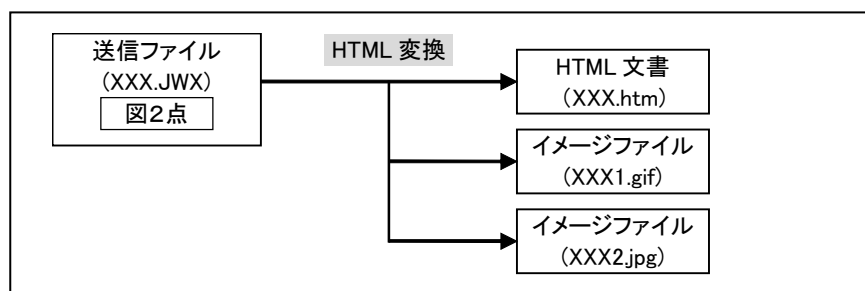 送信ファイル
(XXX.JWX)
図2点
HTML 変換
HTML 文書
(XXX.htm)
イメージファイル
(XXX1.gif)
イメージファイル
(XXX2.jpg)